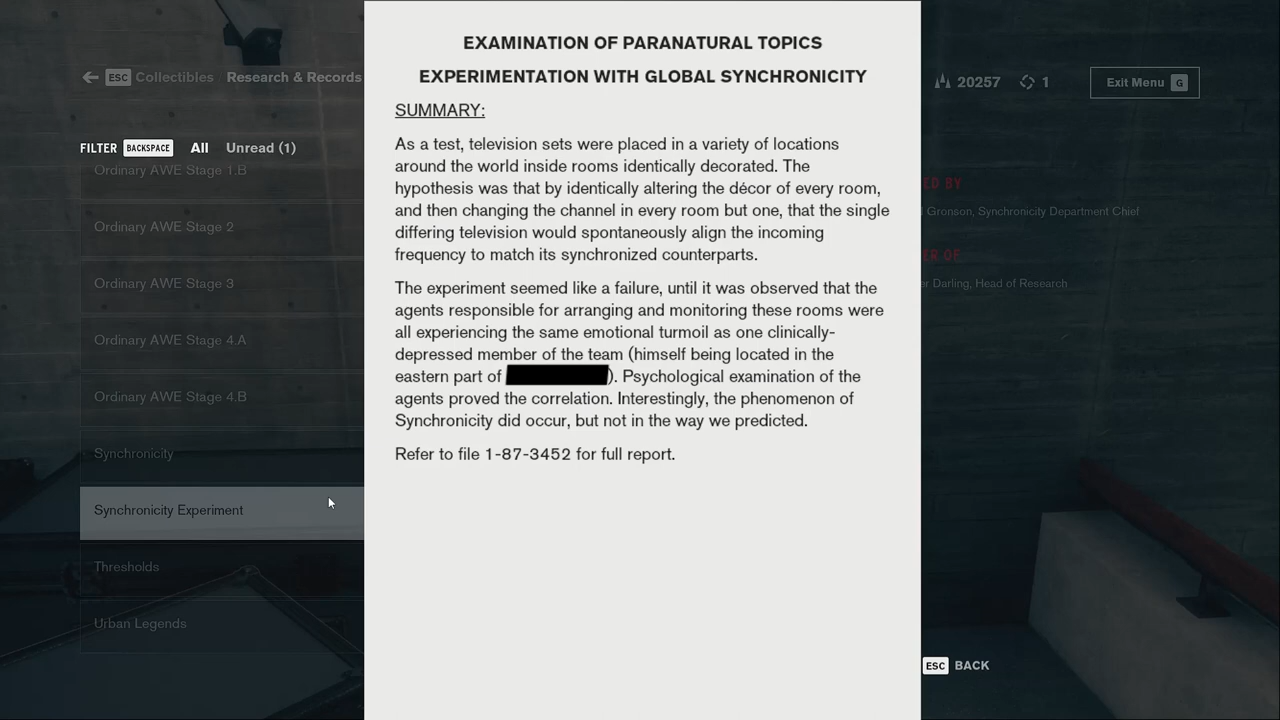 EXAMINATION OF PARANATURAL TOPICS
EXPERIMENTATION WITH GLOBAL SYNCHRONICITY
SUMMARY:
As a test, television sets were placed in a variety of locations
around the world inside rooms identically decorated. The
hypothesis was that by identically altering the décor of every room,
and then changing the channel in every room but one, that the single
differing television would spontaneously align the incoming
frequency to match its synchronized counterparts.
The experiment seemed like a failure, until it was observed that the
agents responsible for arranging and monitoring these rooms were
all experiencing the same emotional turmoil as one clinically-
depressed member of the team (himself being located in the
eastern part of ). Psychological examination of the
agents proved the correlation. Interestingly, the phenomenon of
Synchronicity did occur, but not in the way we predicted.
Refer to file 1-87-3452 for full report.
ESC Collectibles Research & Records
20257 1 Exit Menu G
FILTER BACKSPACE All Unread (1)
Ordinary AWE Stage 1.B
Ordinary AWE Stage 2
Ordinary AWE Stage 3
Ordinary AWE Stage 4.A
Ordinary AWE Stage 4.B
Synchronicity
Synchronicity Experiment
Thresholds
Urban Legends
BY
Gronson, Synchronicity Department Chief
OF
Darling, Head of Research
ESC BACK